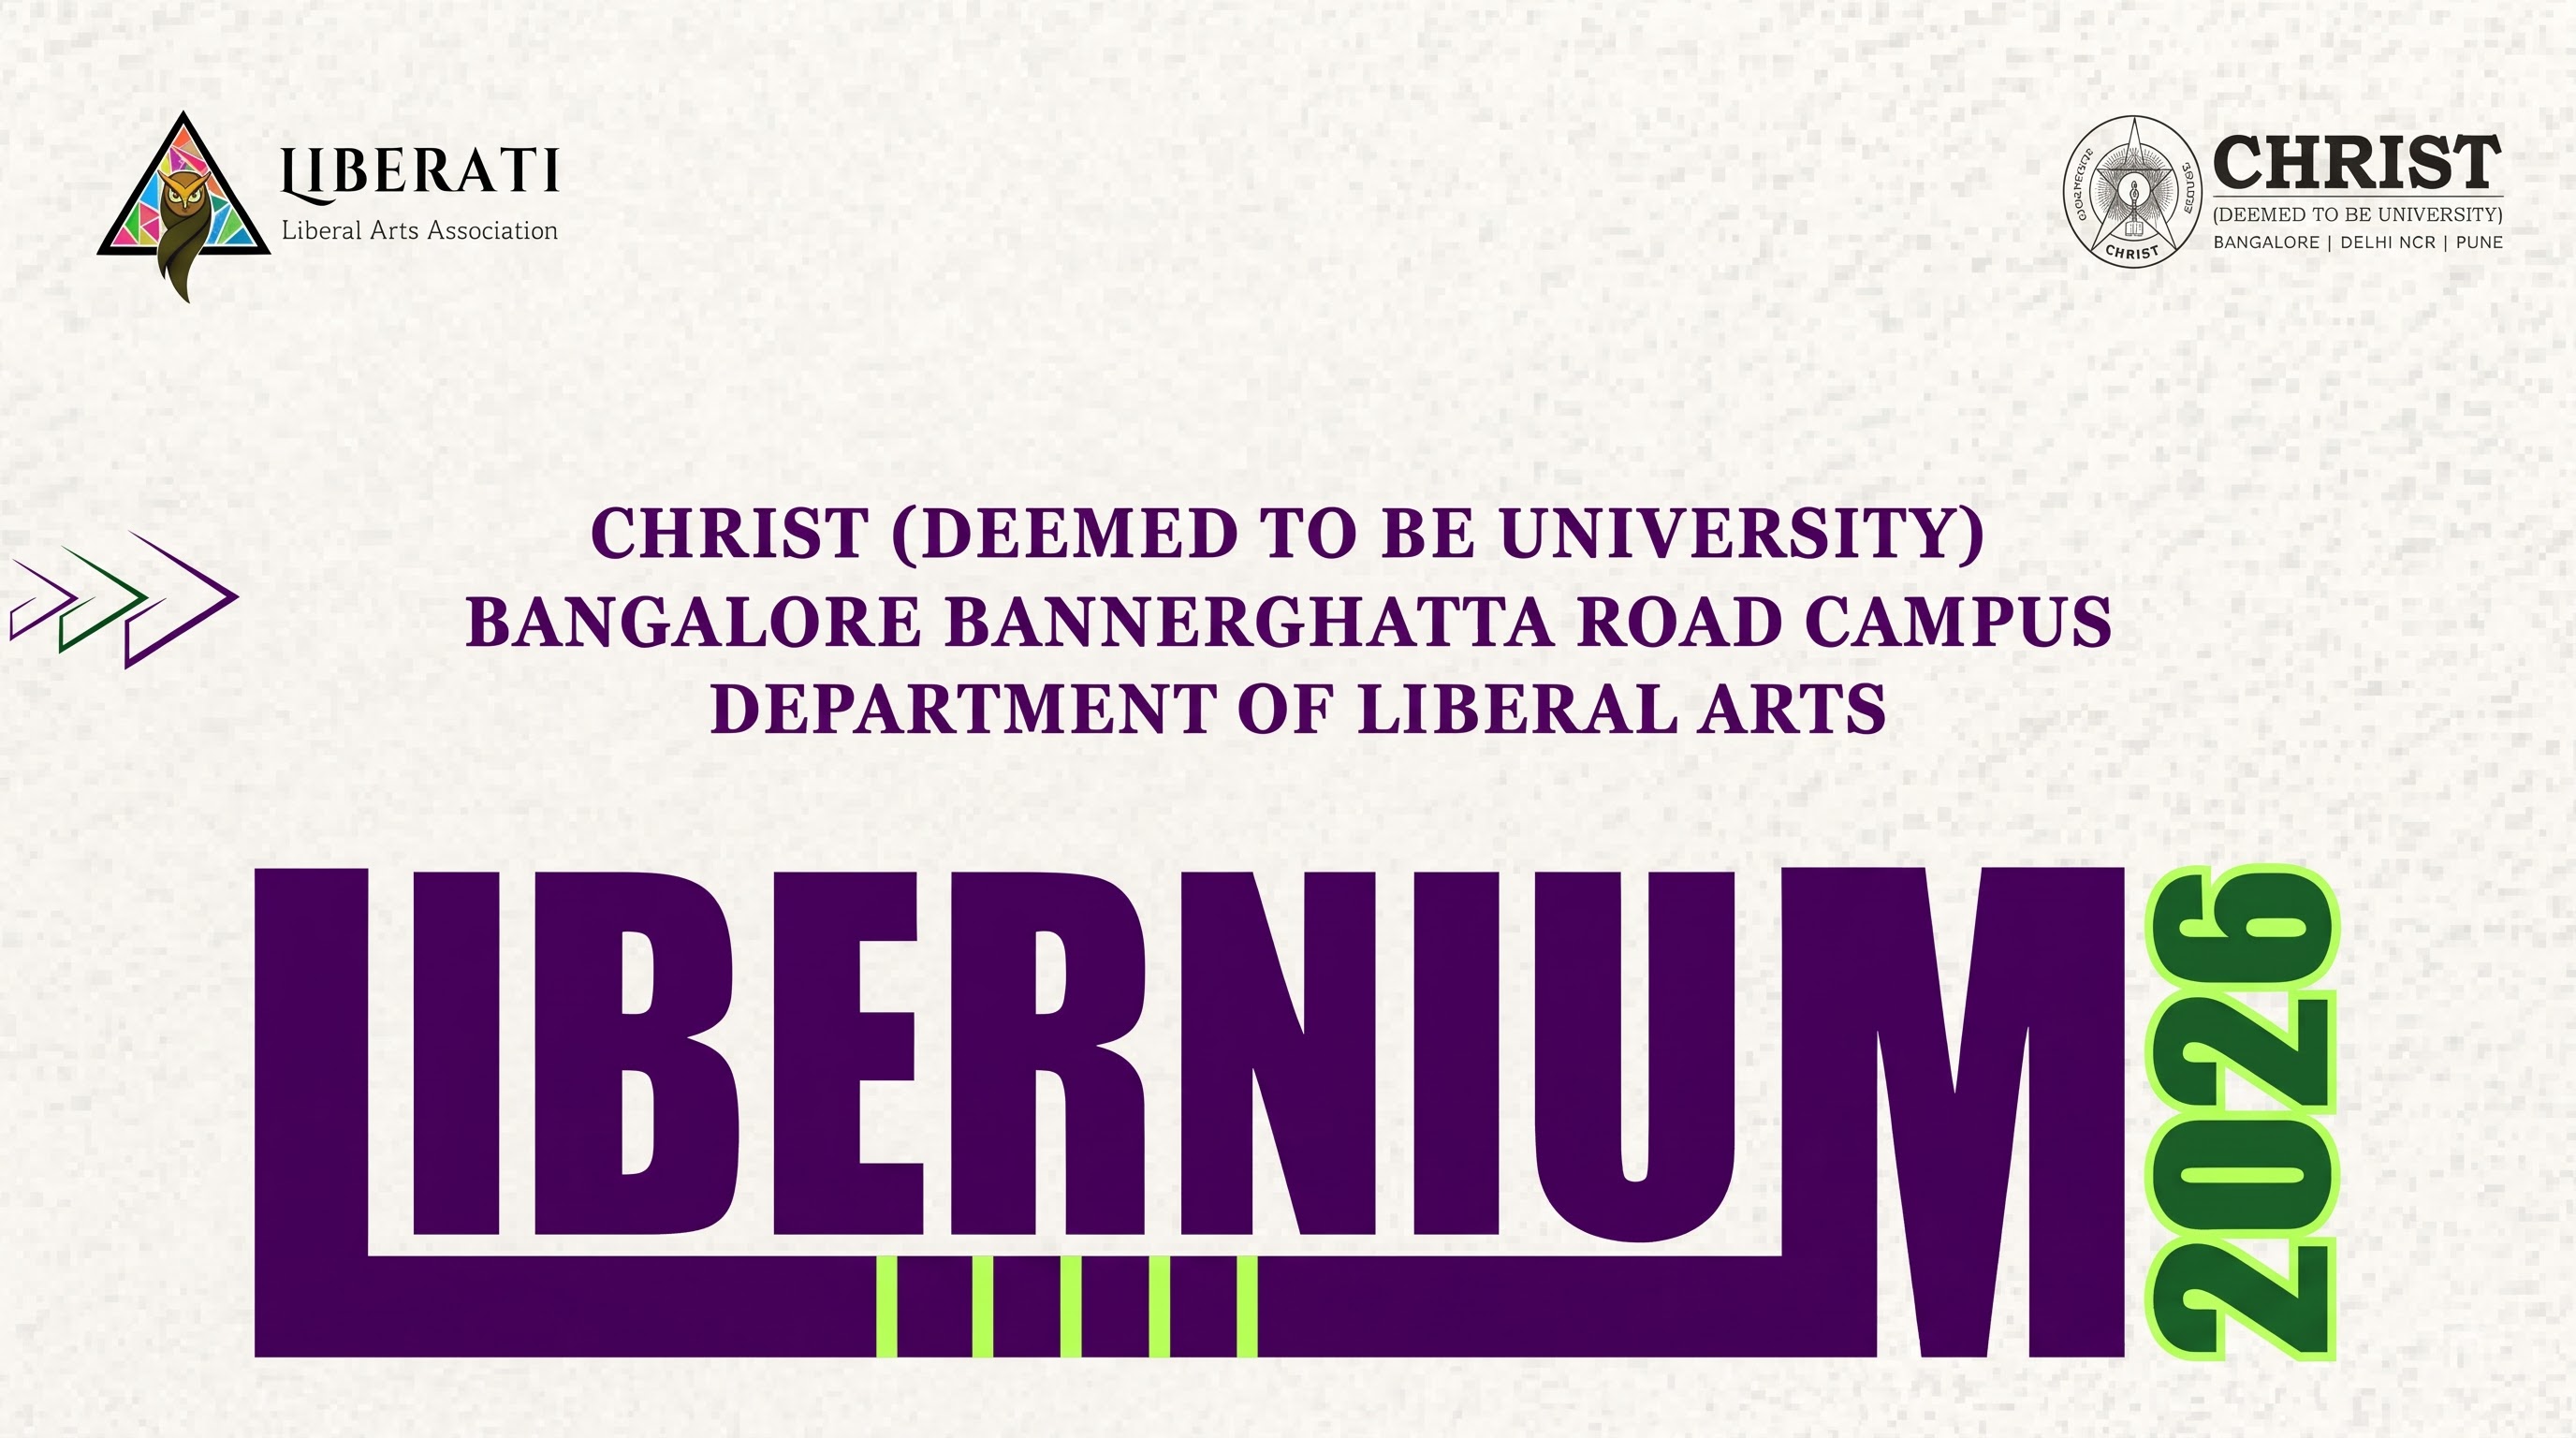 LIBERATI
Liberal Arts Association
CHRIST
CHRIST
(DEEMED TO BE UNIVERSITY)
BANGALORE | DELHI NCR | PUNE
CHRIST (DEEMED TO BE UNIVERSITY)
BANGALORE BANNERGHATTA ROAD CAMPUS
DEPARTMENT OF LIBERAL ARTS
LIBERNIUM
2026